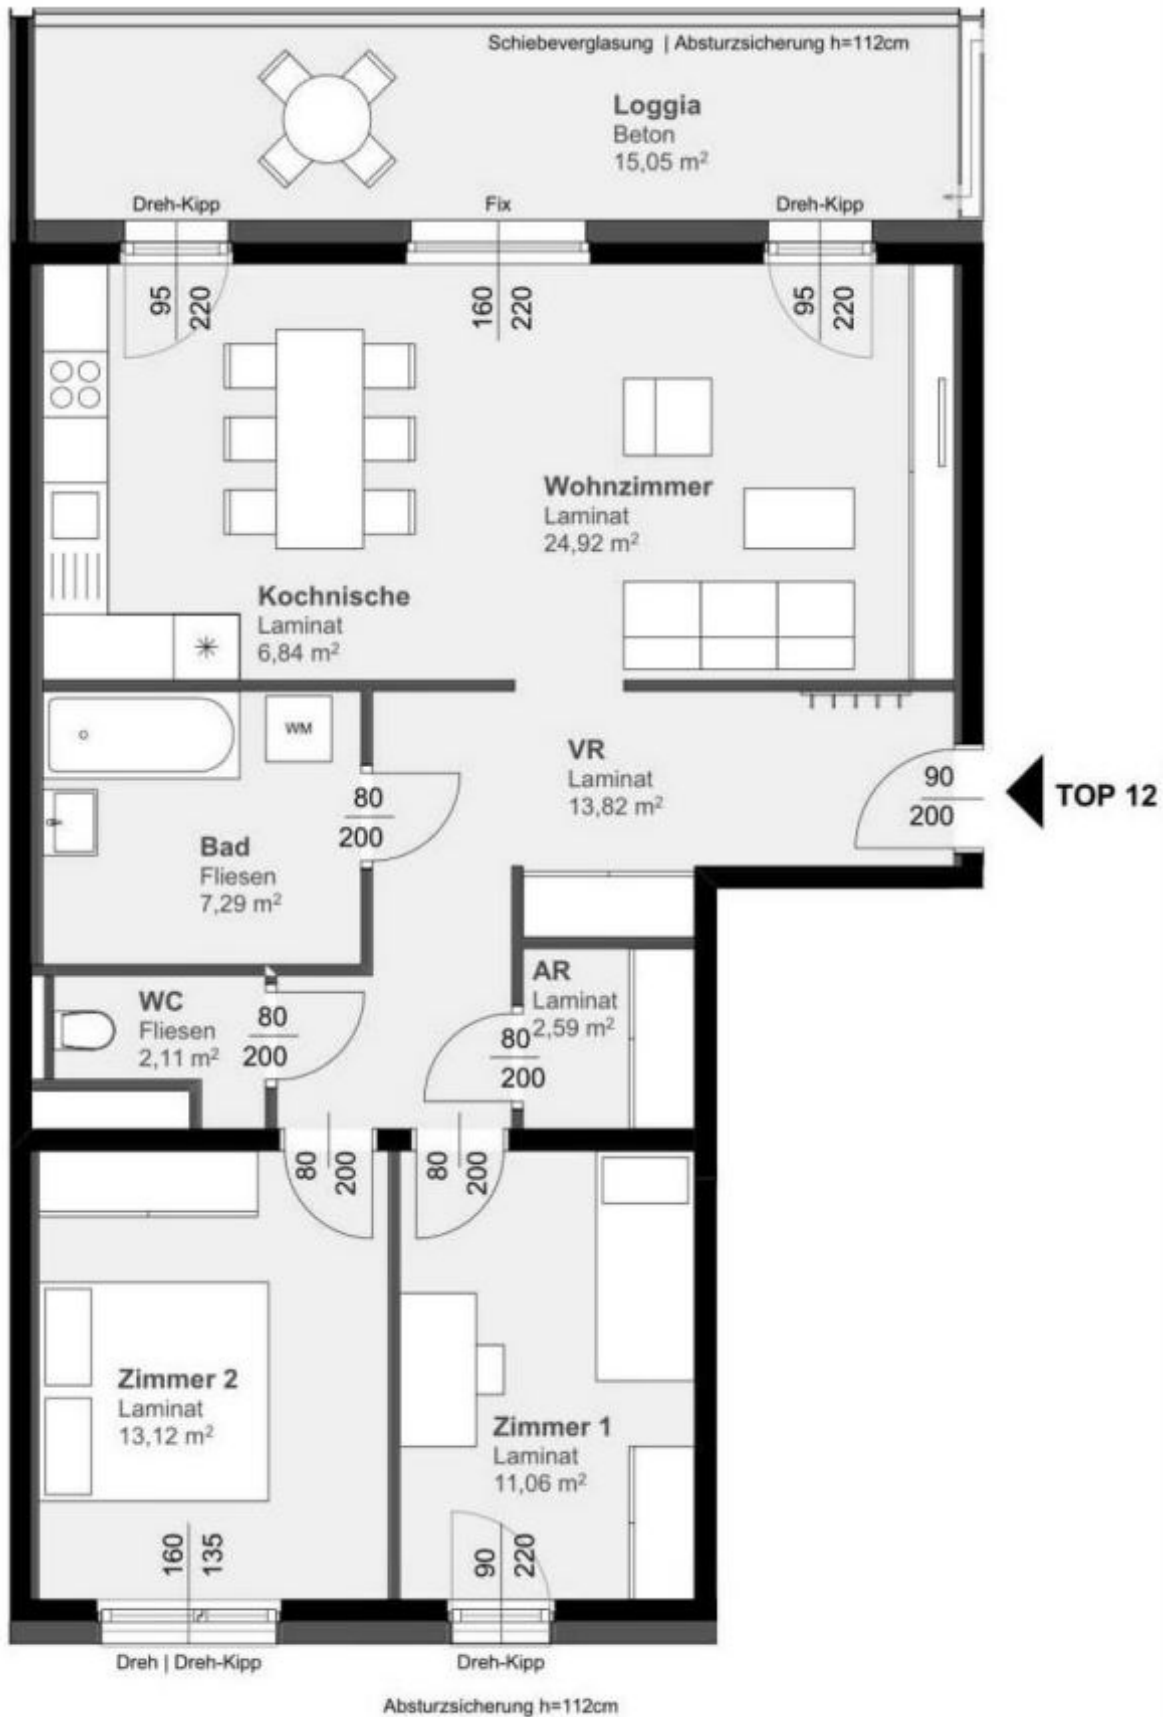 Schiebeverglasung | Absturzsicherung h=112cm
Loggia
Beton
15,05 m²
Dreh-Kipp
Fix
Dreh-Kipp
95
220
160
220
95
220
Wohnzimmer
Laminat
24,92 m²
Kochnische
Laminat
6,84 m²
WM
VR
Laminat
13,82 m²
90
200
TOP 12
80
200
Bad
Fliesen
7,29 m²
AR
Laminat
2,59 m²
WC
Fliesen
2,11 m²
80
200
80
200
80
200
80
200
Zimmer 2
Laminat
13,12 m²
Zimmer 1
Laminat
11,06 m²
160
135
90
220
Dreh | Dreh-Kipp
Dreh-Kipp
Absturzsicherung h=112cm